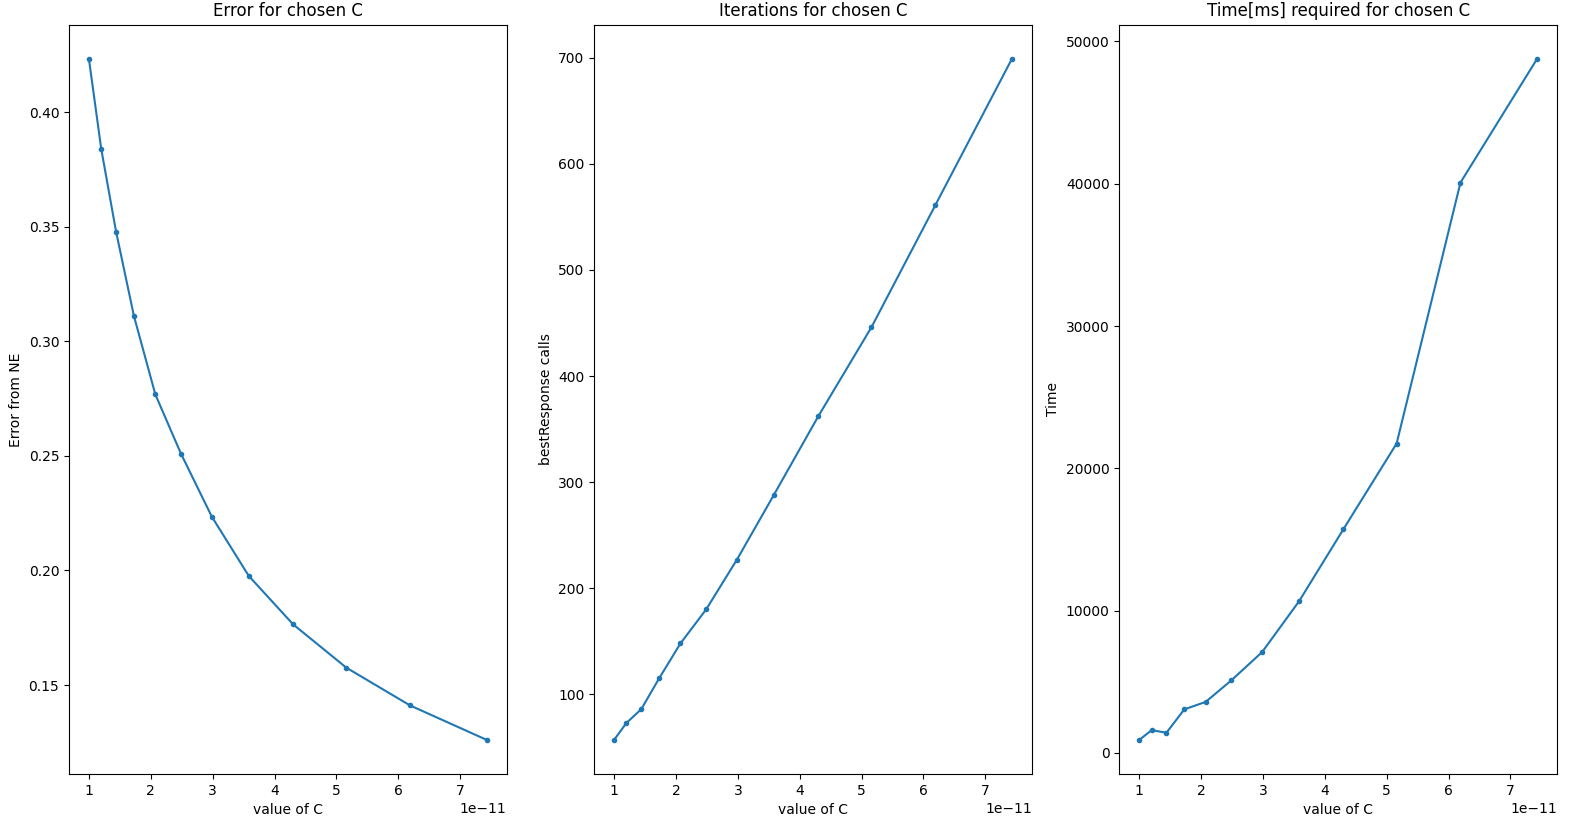 Error for chosen C
Error from NE
0.40
0.35
0.30
0.25
0.20
0.15
1 2 3 4 5 6 7
1e−11
value of C
Iterations for chosen C
bestResponse calls
700
600
500
400
300
200
100
1 2 3 4 5 6 7
1e−11
value of C
Time[ms] required for chosen C
Time
50000
40000
30000
20000
10000
0
1 2 3 4 5 6 7
1e−11
value of C